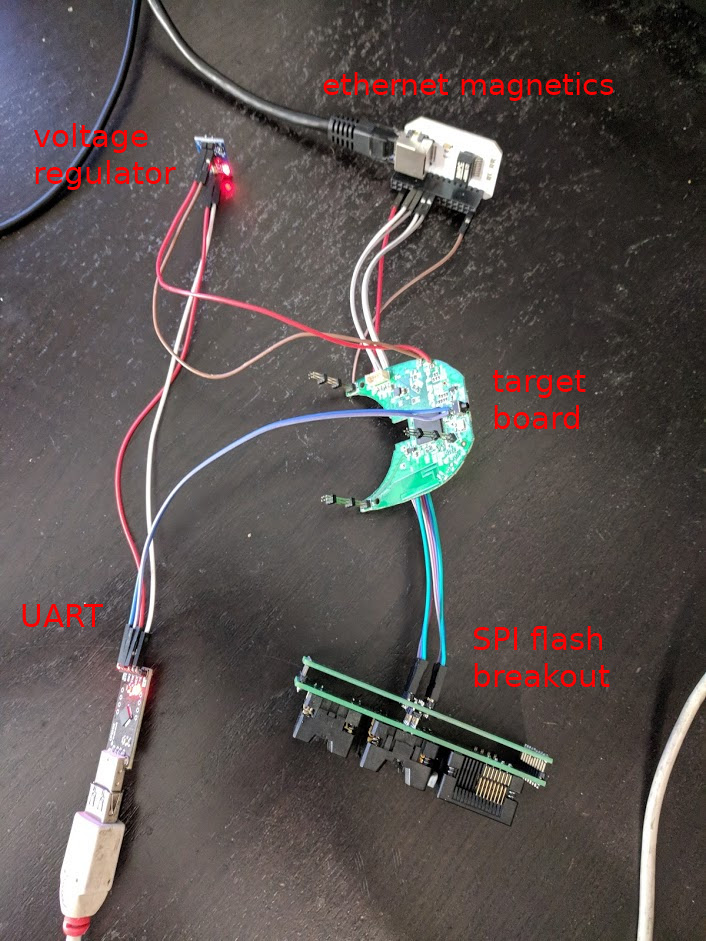 ethernet magnetics
voltage
regulator
target
board
UART
SPI flash
breakout